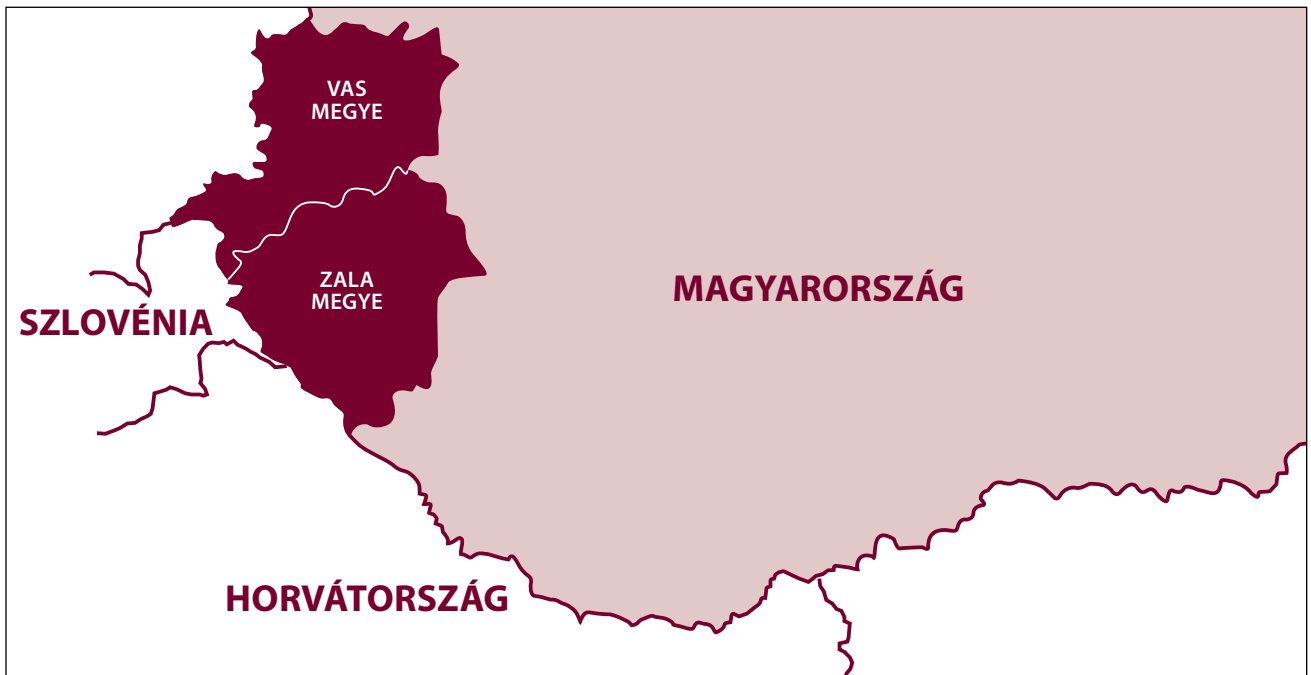 VAS
MEGYE
ZALA
MEGYE
MAGYARORSZÁG
SZLOVÉNIA
HORVÁTORSZÁG